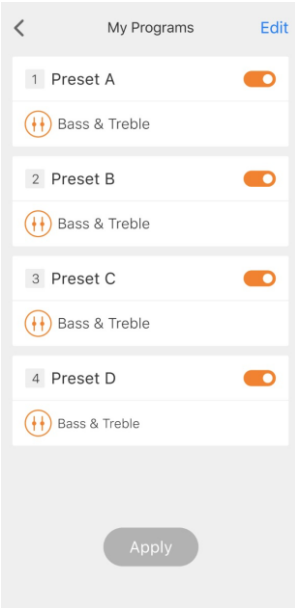 My Programs
Edit
1 Preset A
Bass & Treble
2 Preset B
Bass & Treble
3 Preset C
Bass & Treble
4 Preset D
Bass & Treble
Apply